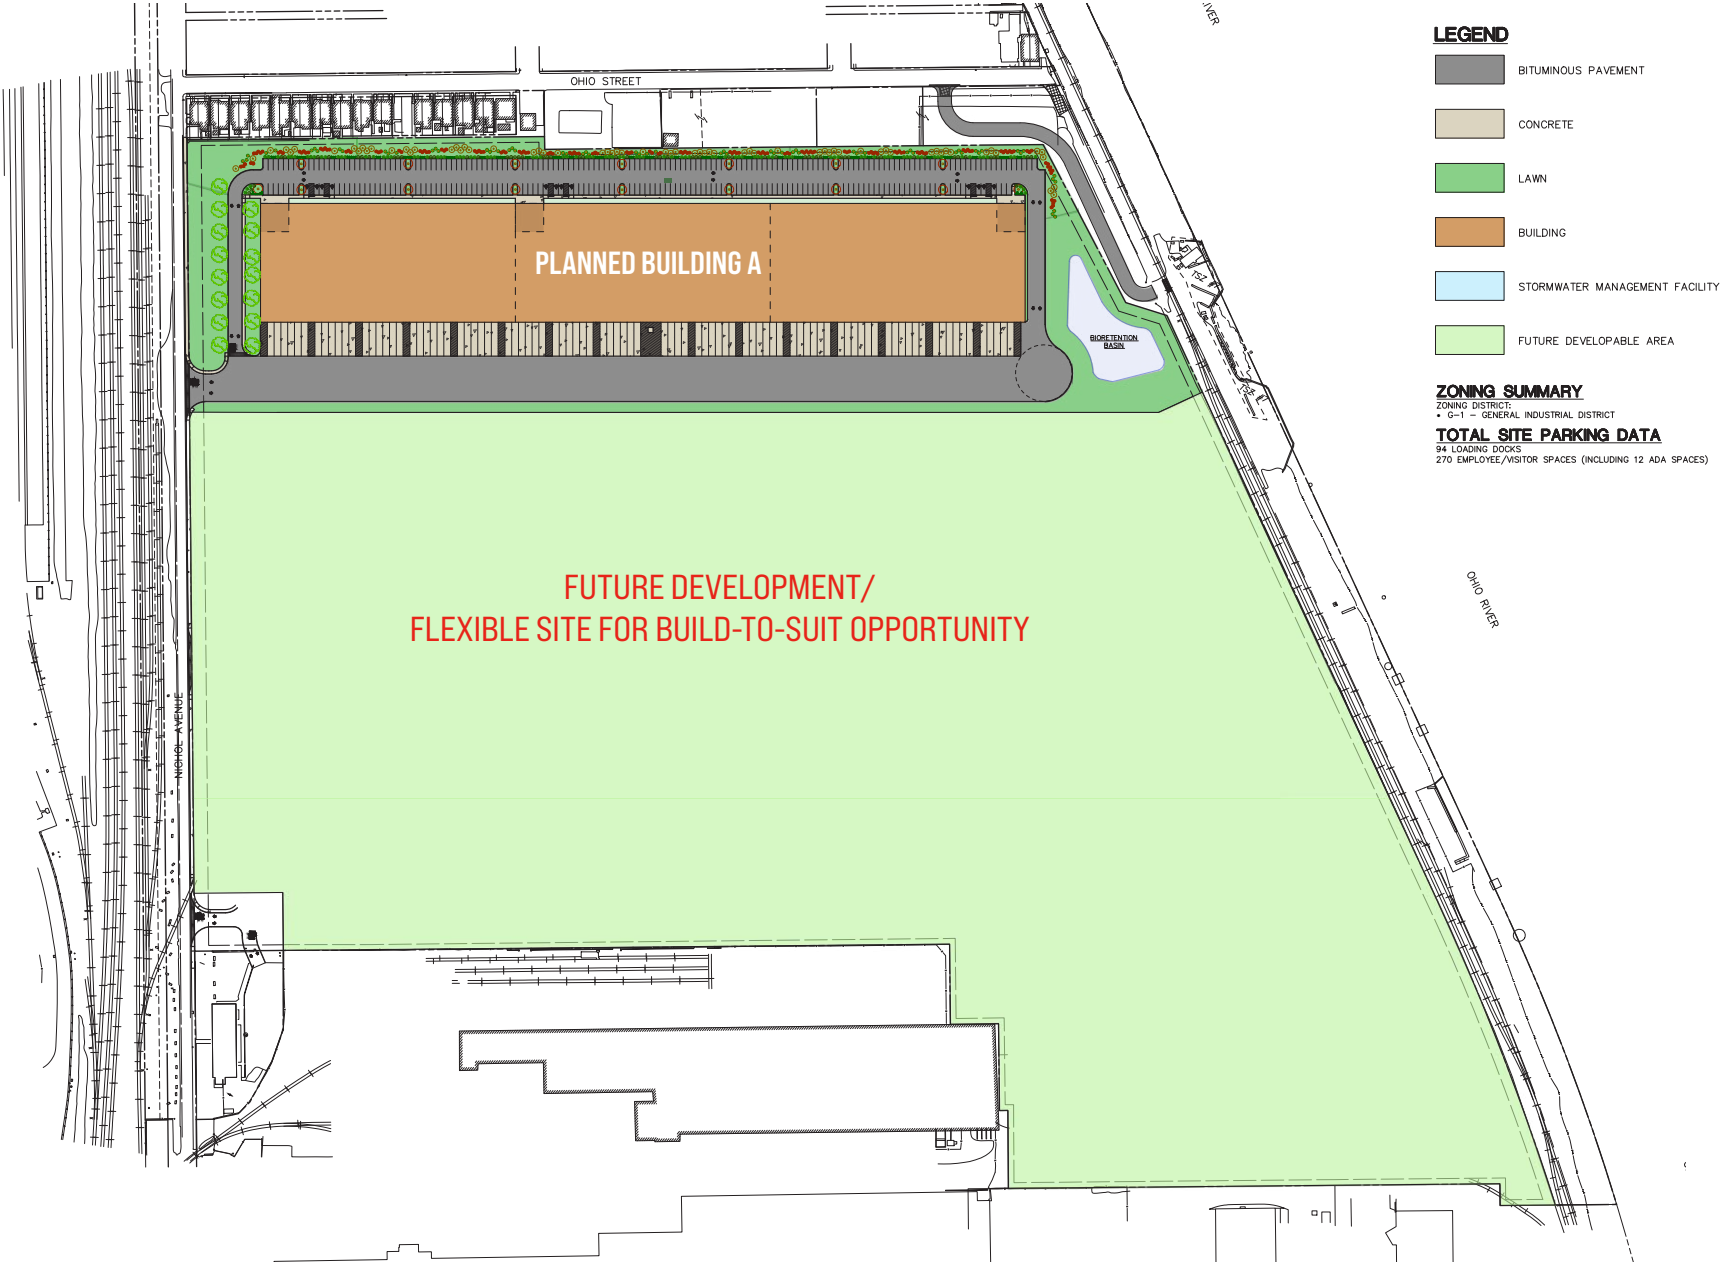 IVER
LEGEND
BITUMINOUS PAVEMENT
OHIO STREET
CONCRETE
LAWN
BUILDING
PLANNED BUILDING A
STORMWATER MANAGEMENT FACILITY
BIORETENTION
BASIN
FUTURE DEVELOPABLE AREA
ZONING SUMMARY
ZONING DISTRICT:
• G-1 - GENERAL INDUSTRIAL DISTRICT
TOTAL SITE PARKING DATA
94 LOADING DOCKS
270 EMPLOYEE/VISITOR SPACES (INCLUDING 12 ADA SPACES)
FUTURE DEVELOPMENT/
FLEXIBLE SITE FOR BUILD-TO-SUIT OPPORTUNITY
OHIO RIVER
NICHOL AVENUE